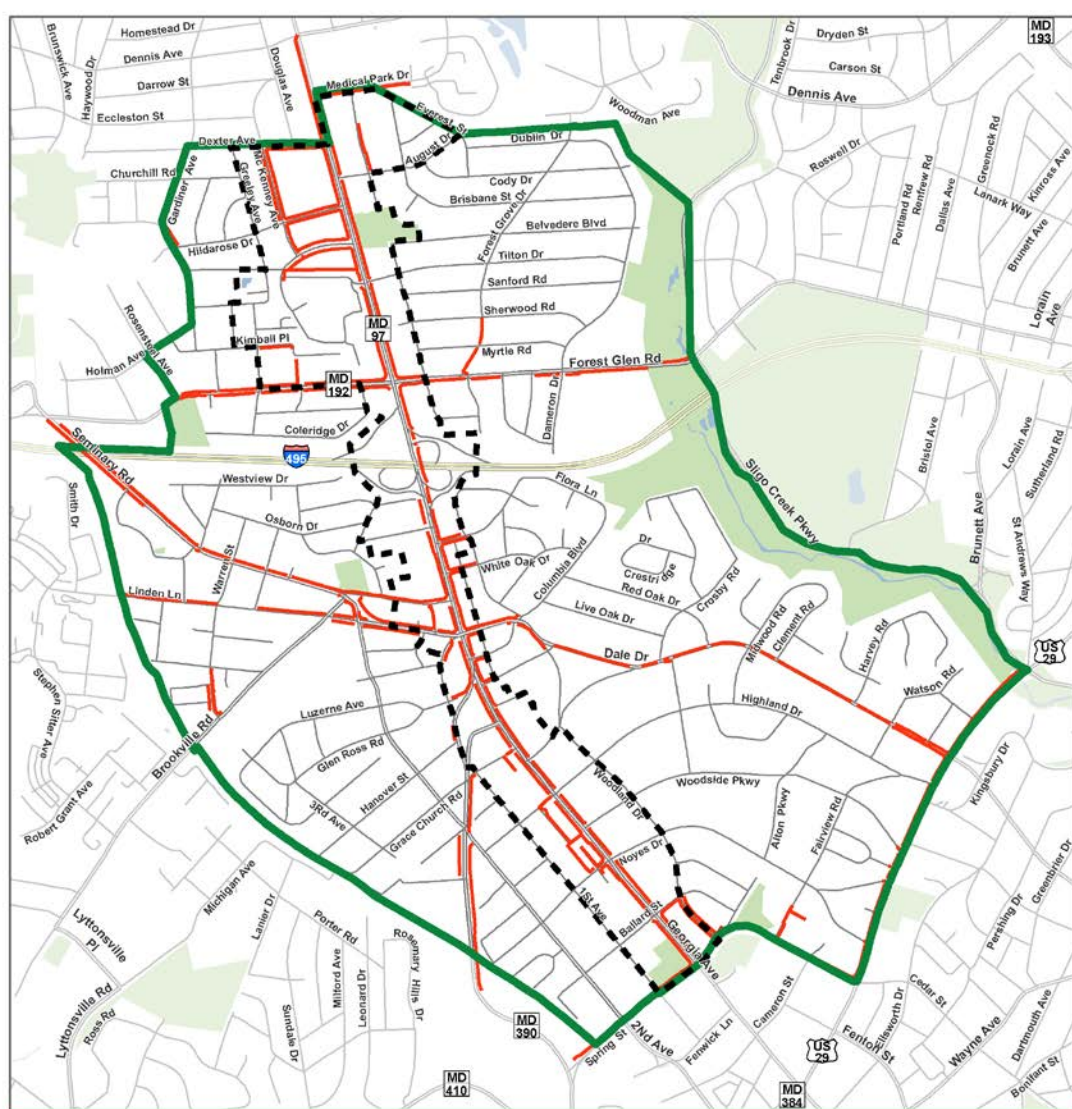 Homestead Dr
Brunswick Ave
Haywood Dr
Dennis Ave
Darrow St
Eccleston St
Douglas Ave
Medical Park Dr
Everest St
Dexter Ave
Tenbrook Dr
Dryden St
Carson St
MD
193
Dennis Ave
Woodman Ave
Dublin Dr
August Dr
Churchill Rd
Gardiner Ave
Greeley Ave
Mc Kenney Ave
Cody Dr
Brisbane St
Forest Grove Dr
Belvedere Blvd
Hildarose Dr
Tilton Dr
Sanford Rd
Sherwood Rd
Roswell Dr
Portland Rd
Renfrew Rd
Dallas Ave
Greenock Rd
Lanark Way
Kinross Ave
Brunett Ave
Lorain Ave
Rosensteel Ave
Holman Ave
Kimball Pl
MD
97
Myrtle Rd
Forest Glen Rd
MD
192
Coleridge Dr
Dameron Dr
495
Seminary Rd
Smith Dr
Westview Dr
Osborn Dr
Warren St
Linden Ln
Flora Ln
White Oak Dr
Columbia Blvd
Dr
Crestridge
Red Oak Dr
Live Oak Dr
Crosby Rd
Sligo Creek Pkwy
Bristol Ave
Lorain Ave
Sutherland Rd
Brunett Ave
St Andrews Way
Midwood Rd
Clement Rd
Harvey Rd
US
29
Dale Dr
Watson Rd
Highland Dr
Stephen Sitter Ave
Luzerne Ave
Glen Ross Rd
Brookville Rd
Robert Grant Ave
3Rd Ave
Hanover St
Grace Church Rd
Woodland Dr
Woodside Pkwy
Kingsbury Dr
Alton Pkwy
Fairview Rd
Noyes Dr
1St Ave
Ballard St
Georgia Ave
Greenbrier Dr
Pershing Dr
Michigan Ave
Lyttonsville
Pl
Lanier Dr
Porter Rd
Rosemary Hills Dr
Milford Ave
Leonard Dr
Lyttonsville Rd
Ross Rd
Sundale Dr
MD
390
Spring St
2Nd Ave
Fenwick Ln
Cameron St
US
29
Fenton St
Ellsworth Dr
Cedar St
Wayne Ave
Dartmouth Ave
Bonifant St
MD
410
MD
384